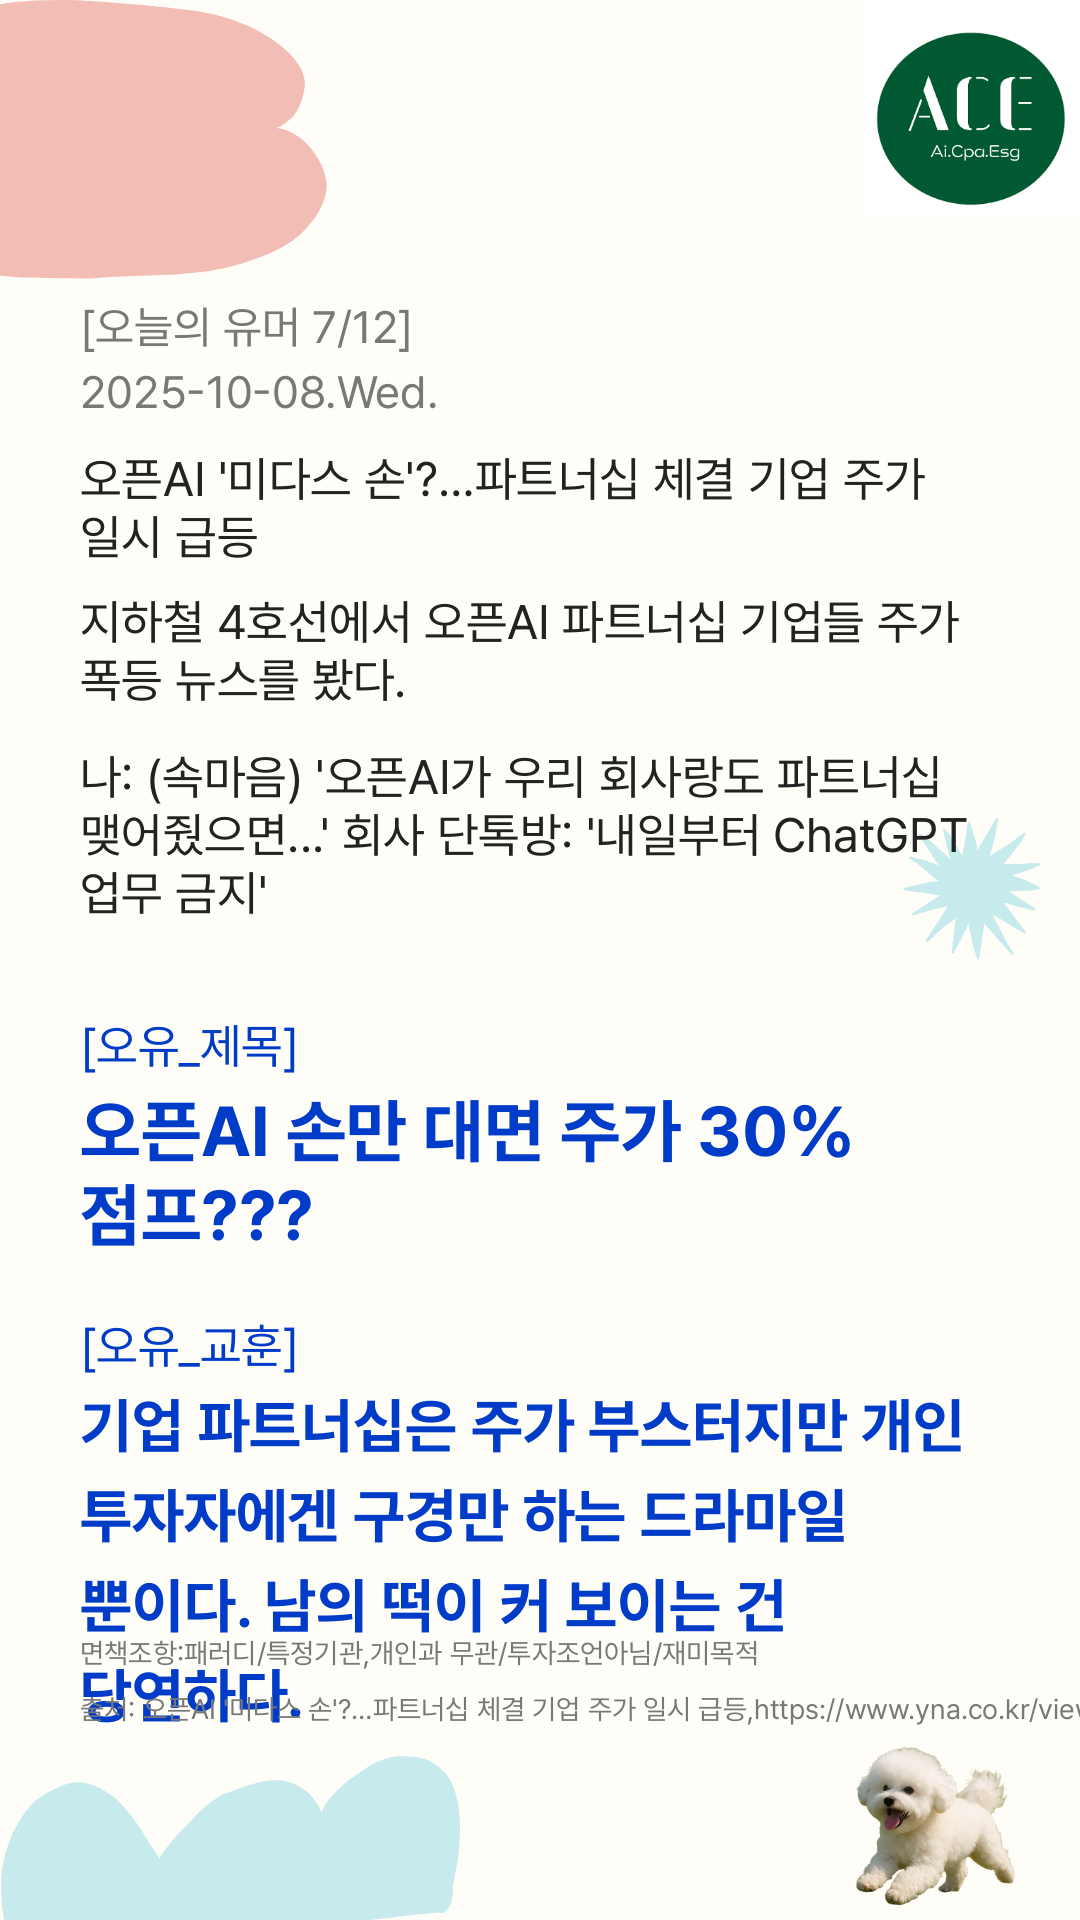 ACE
Ai.Cpa.Esg
[오늘의 유머 7/12]
2025-10-08.Wed.
오픈AI '미다스 손'?...파트너십 체결 기업 주가
일시 급등
지하철 4호선에서 오픈AI 파트너십 기업들 주가
폭등 뉴스를 봤다.
나: (속마음) '오픈AI가 우리 회사랑도 파트너십
맺어줬으면...' 회사 단톡방: '내일부터 ChatGPT
업무 금지'
[오유_제목]
오픈AI 손만 대면 주가 30%
점프???
[오유_교훈]
기업 파트너십은 주가 부스터지만 개인
투자자에겐 구경만 하는 드라마일
뿐이다. 남의 떡이 커 보이는 건
면책조항:패러디/특정기관,개인과 무관/투자조언아님/재미목적
당연하다.
출처: 오픈AI '미다스 손'?...파트너십 체결 기업 주가 일시 급등,https://www.yna.co.kr/view